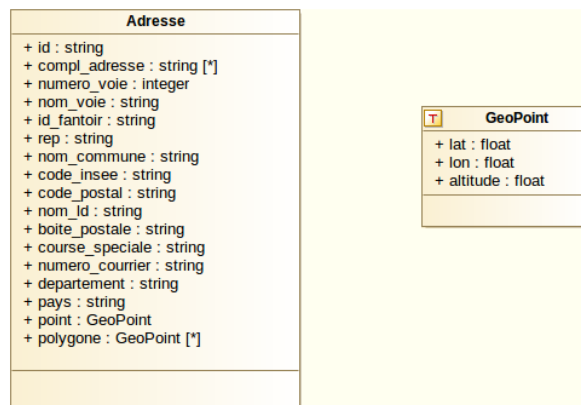 Adresse
+ id : string
+ compl_adresse : string [*]
+ numero_voie : integer
+ nom_voie : string
+ id_fantoir : string
+ rep : string
+ nom_commune : string
+ code_insee : string
+ code_postal : string
+ nom_ld : string
+ boite_postale : string
+ course_speciale : string
+ numero_courrier : string
+ departement : string
+ pays : string
+ point : GeoPoint
+ polygone : GeoPoint [*]
T GeoPoint
+ lat : float
+ lon : float
+ altitude : float